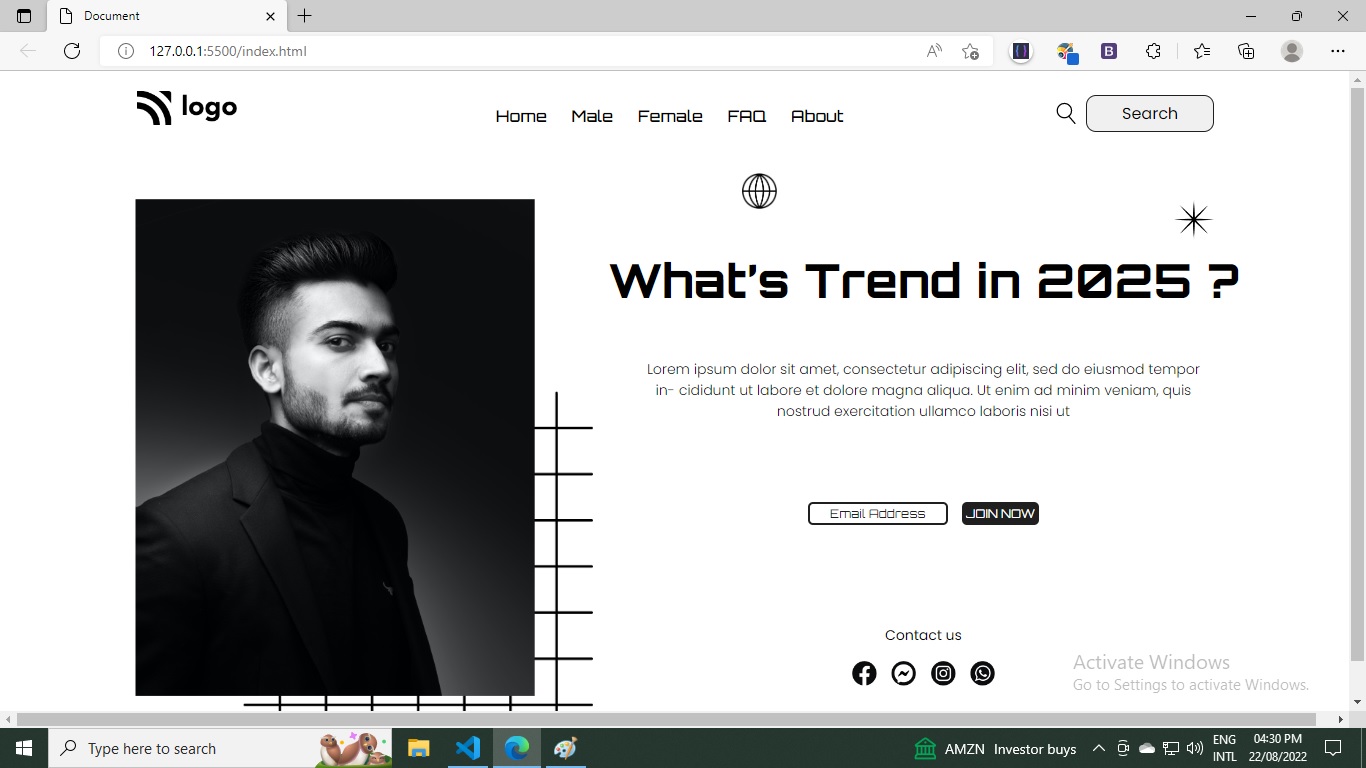 Document
127.0.0.1:5500/index.html
logo
Home Male Female FAQ About
Search
What's Trend in 2025 ?
Lorem ipsum dolor sit amet, consectetur adipiscing elit, sed do eiusmod tempor
in- cididunt ut labore et dolore magna aliqua. Ut enim ad minim veniam, quis
nostrud exercitation ullamco laboris nisi ut
Email Address JOIN NOW
Contact us
Activate Windows
Go to Settings to activate Windows.
Type here to search
AMZN Investor buys
ENG
INTL
04:30 PM
22/08/2022